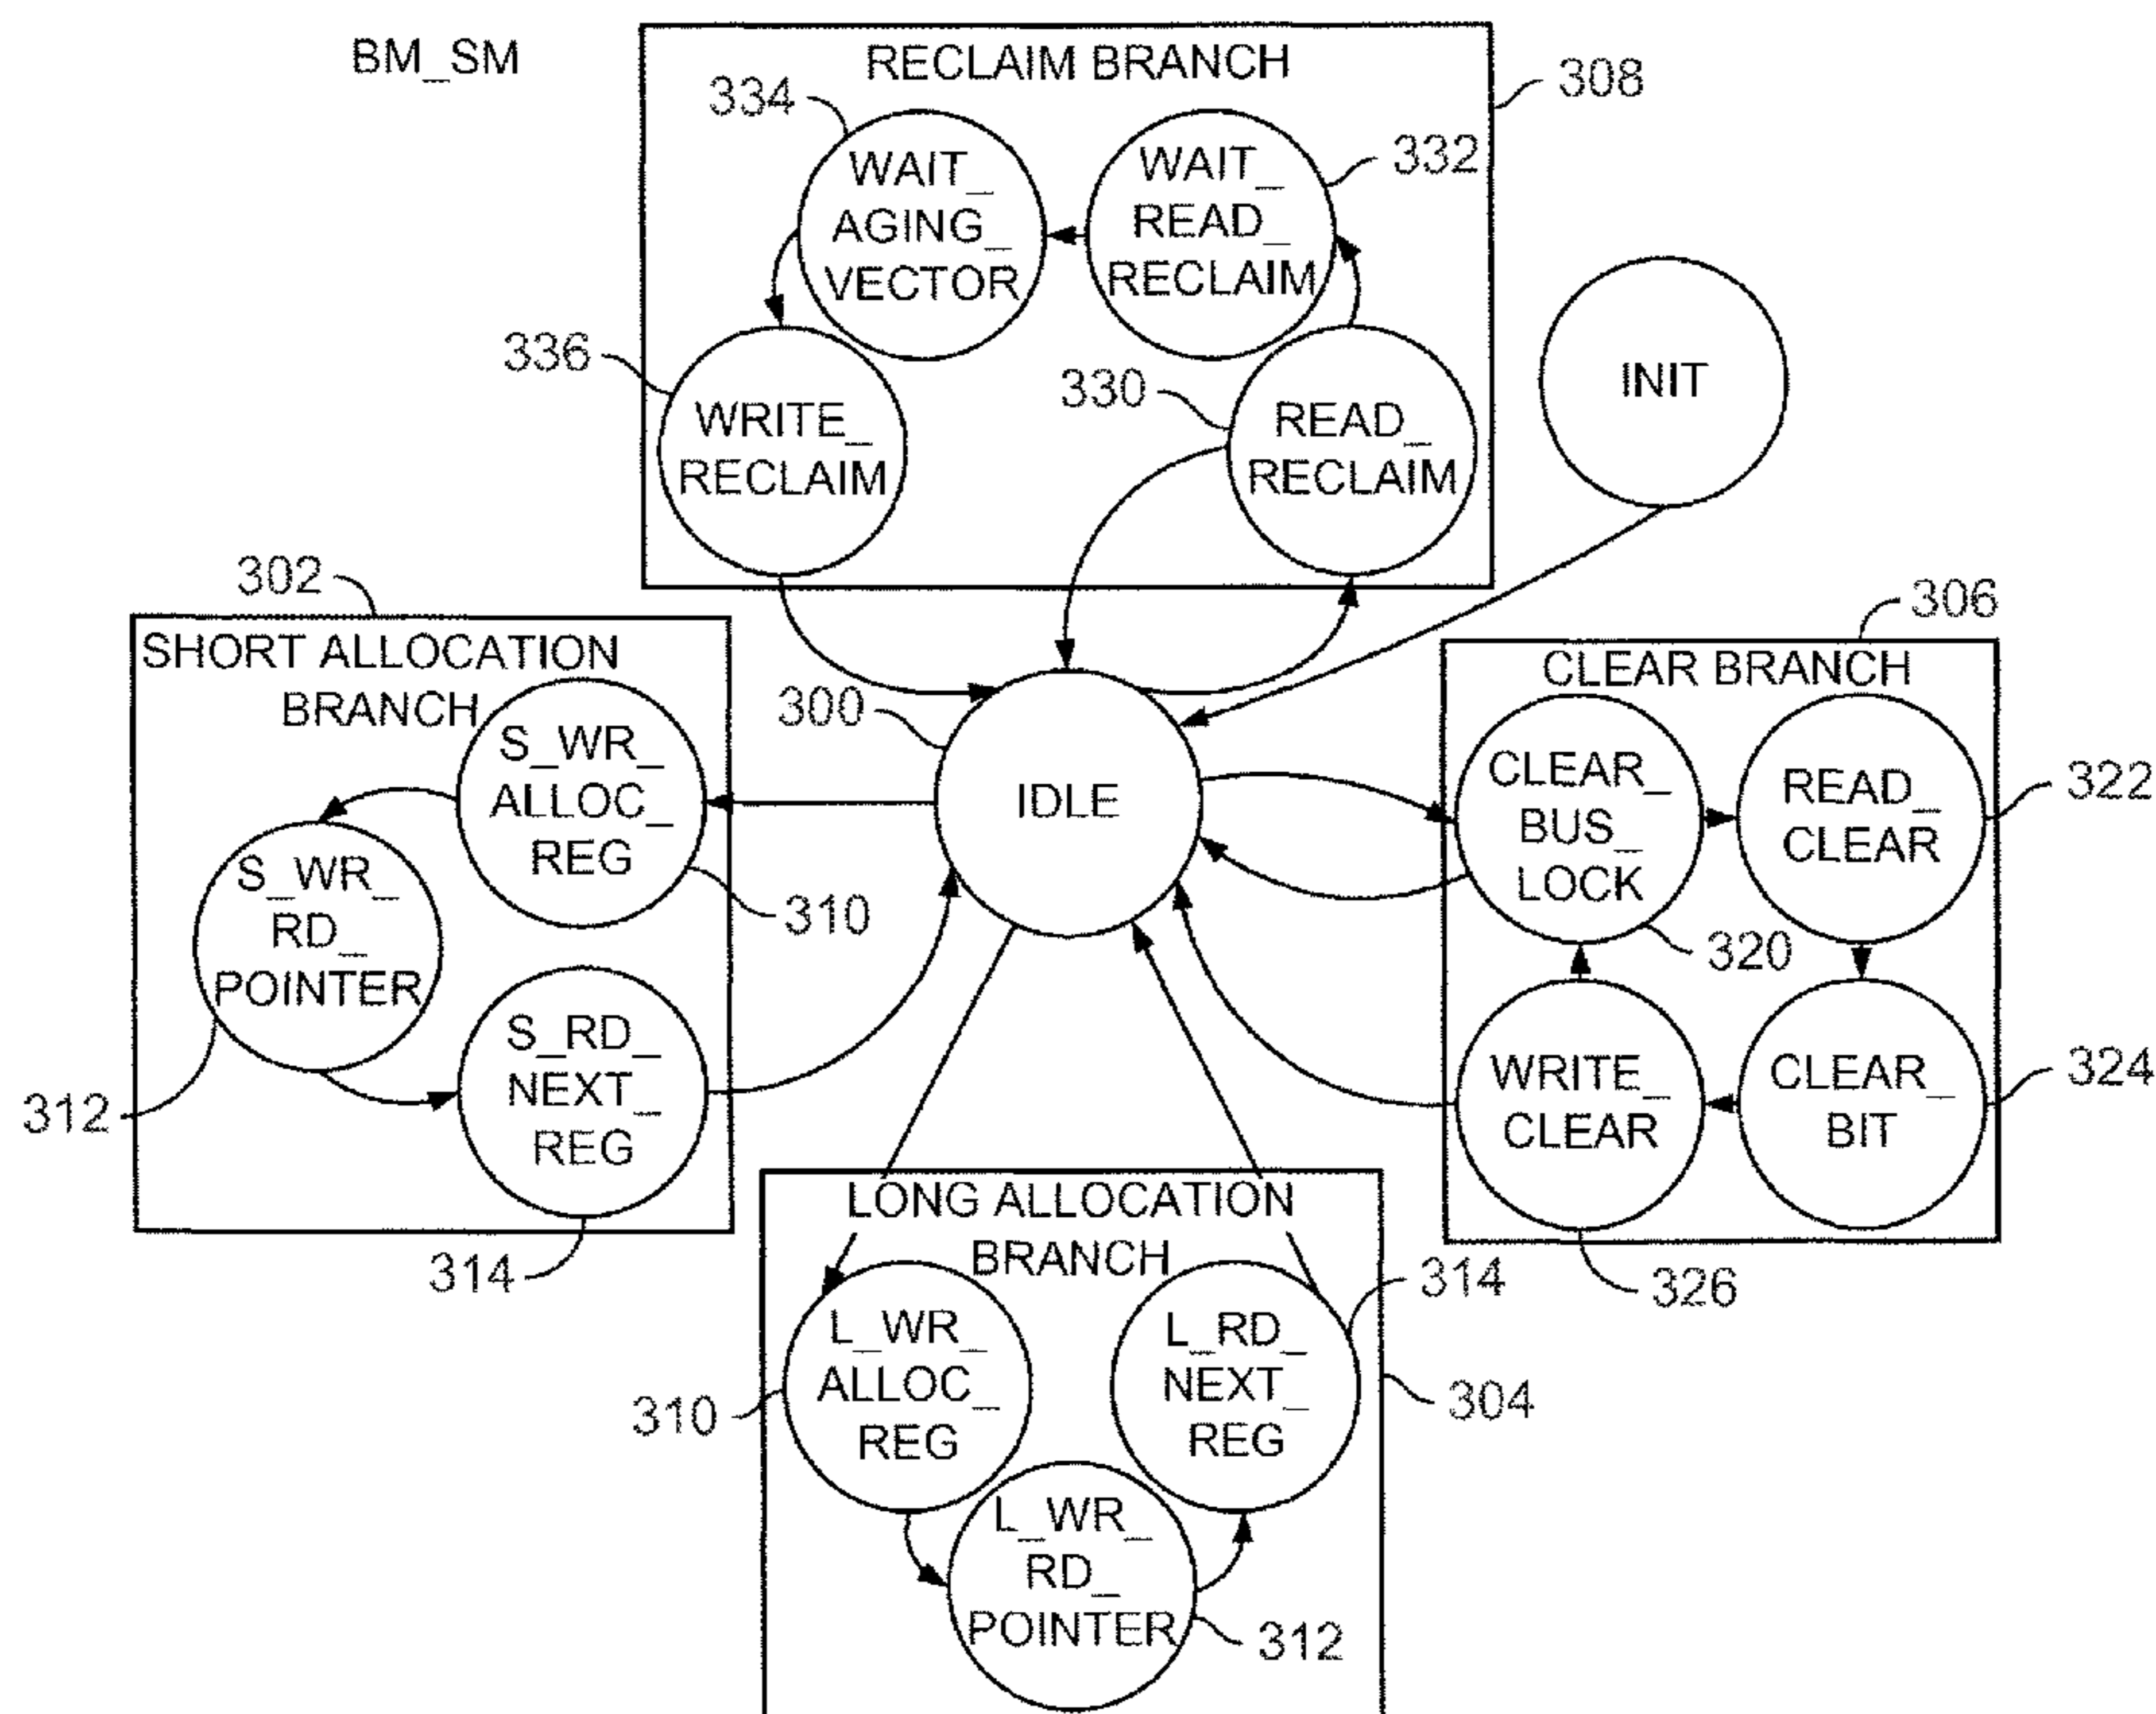 BM_SM
RECLAIM BRANCH
308
334
WAIT_
AGING_
VECTOR
WAIT_
READ_
RECLAIM
332
336
WRITE_
RECLAIM
330
READ_
RECLAIM
INIT
302
SHORT ALLOCATION
BRANCH
S_WR_
ALLOC_
REG
310
S_WR_
RD_
POINTER
312
S_RD_
NEXT_
REG
314
300
IDLE
306
CLEAR BRANCH
CLEAR_
BUS_
LOCK
320
READ_
CLEAR
322
WRITE_
CLEAR
326
CLEAR_
BIT
324
LONG ALLOCATION
BRANCH
L_WR_
ALLOC_
REG
310
L_RD_
NEXT_
REG
314
304
L_WR_
RD_
POINTER
312